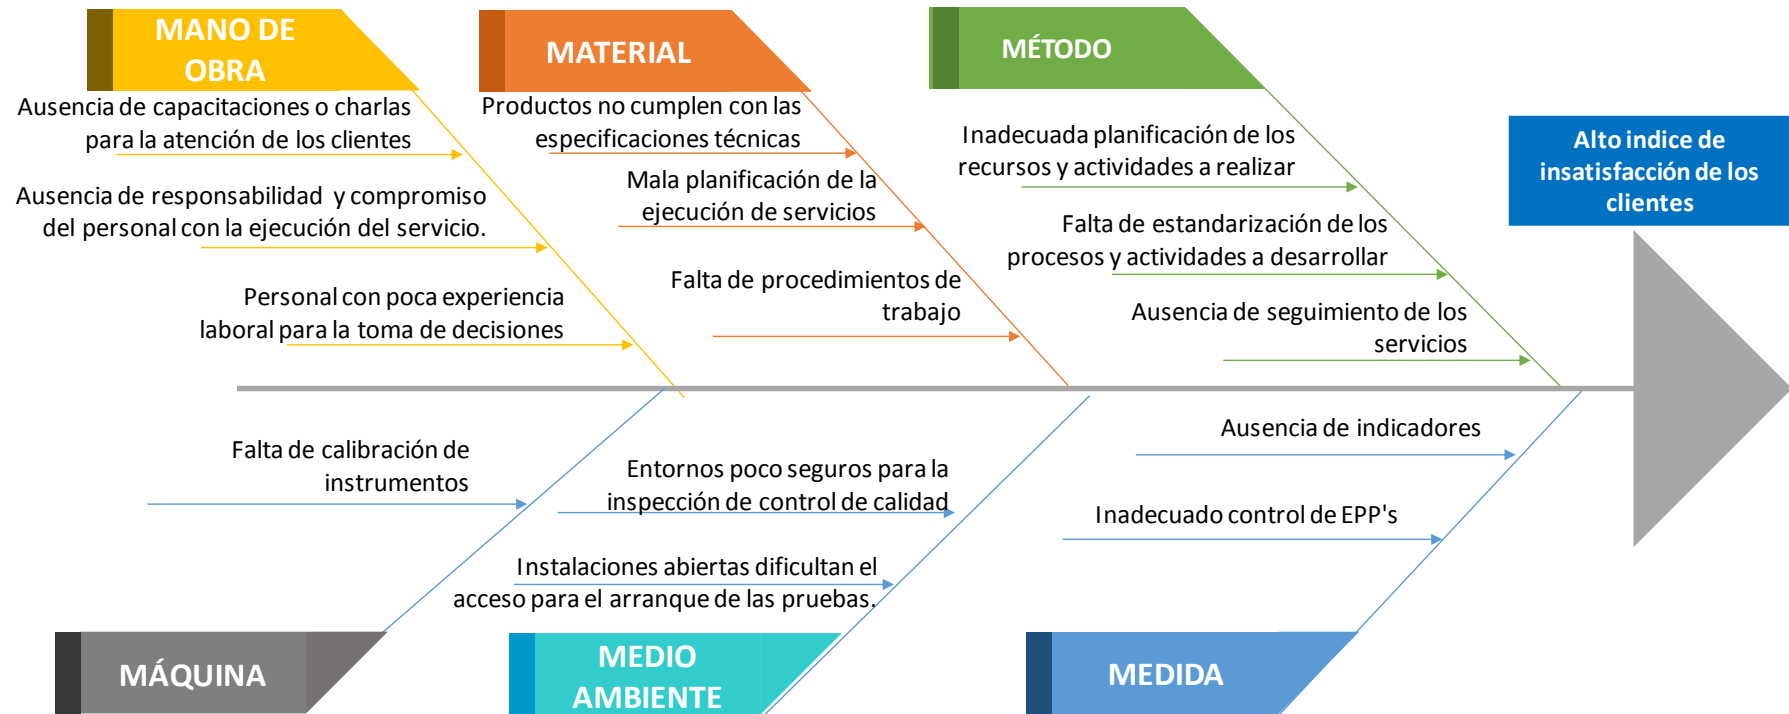 MANO DE
OBRA
Ausencia de capacitaciones o charlas
para la atención de los clientes
Ausencia de responsabilidad y compromiso
del personal con la ejecución del servicio.
Personal con poca experiencia
laboral para la toma de decisiones
MATERIAL
Productos no cumplen con las
especificaciones técnicas
Mala planificación de la
ejecución de servicios
Falta de procedimientos de
trabajo
MÉTODO
Inadecuada planificación de los
recursos y actividades a realizar
Falta de estandarización de los
procesos y actividades a desarrollar
Ausencia de seguimiento de los
servicios
Alto indice de
insatisfacción de los
clientes
Falta de calibración de
instrumentos
MÁQUINA
Entornos poco seguros para la
inspección de control de calidad
Instalaciones abiertas dificultan el
acceso para el arranque de las pruebas.
MEDIO
AMBIENTE
Ausencia de indicadores
Inadecuado control de EPP's
MEDIDA